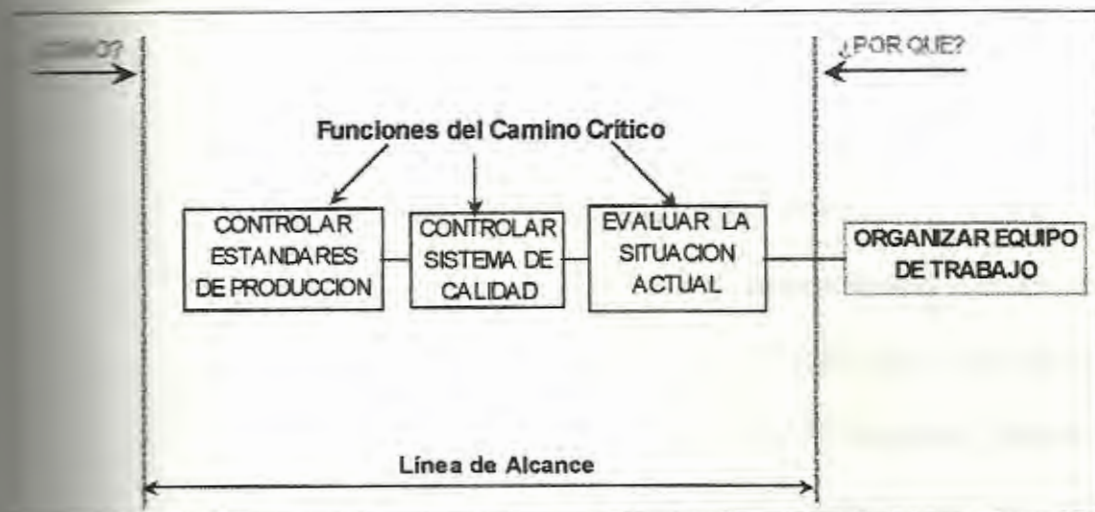 ¿POR QUE?
Funciones del Camino Crítico
CONTROLAR
ESTANDARES
DE PRODUCCION
CONTROLAR
SISTEMA DE
CALIDAD
EVALUAR LA
SITUACION
ACTUAL
ORGANIZAR EQUIPO
DE TRABAJO
Línea de Alcance